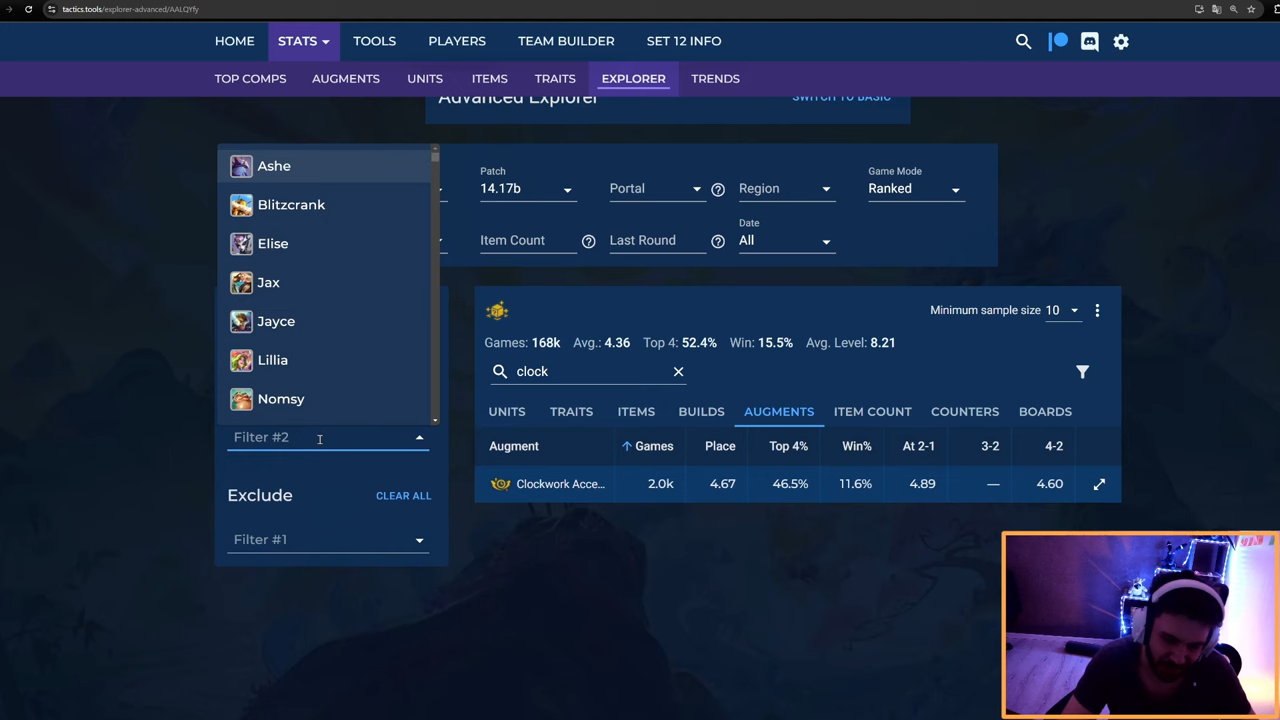 tactics.tools/explorer-advanced/AALQYfy
HOME STATS TOOLS PLAYERS TEAM BUILDER SET 12 INFO
TOP COMPS AUGMENTS UNITS ITEMS TRAITS EXPLORER TRENDS
Advanced Explorer SWITCH TO BASIC
Ashe
Blitzcrank
Elise
Jax
Jayce
Lillia
Nomsy
Filter #2
Exclude CLEAR ALL
Filter #1
Patch Game Mode
14.17b Portal Region Ranked
Date
Item Count Last Round All
Minimum sample size 10
Games: 168k Avg.: 4.36 Top 4: 52.4% Win: 15.5% Avg. Level: 8.21
clock
UNITS TRAITS ITEMS BUILDS AUGMENTS ITEM COUNT COUNTERS BOARDS
Augment Games Place Top 4% Win% At 2-1 3-2 4-2
Clockwork Acce... 2.0k 4.67 46.5% 11.6% 4.89 — 4.60